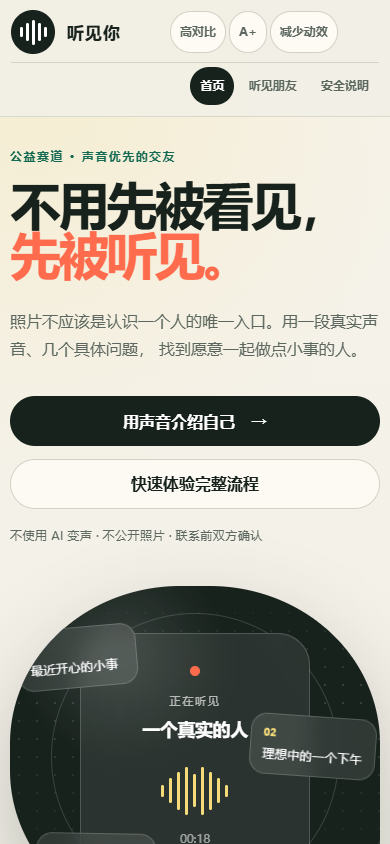 听见你
高对比
A+
减少动效
首页
听见朋友
安全说明
公益赛道 • 声音优先的交友
不用先被看见，
先被听见。
照片不应该是认识一个人的唯一入口。用一段真实声
音、几个具体问题， 找到愿意一起做点小事的人。
用声音介绍自己 →
快速体验完整流程
不使用 AI 变声 · 不公开照片 · 联系前双方确认
最近开心的小事
正在听见
一个真实的人
02
理想中的一个下午
00:18